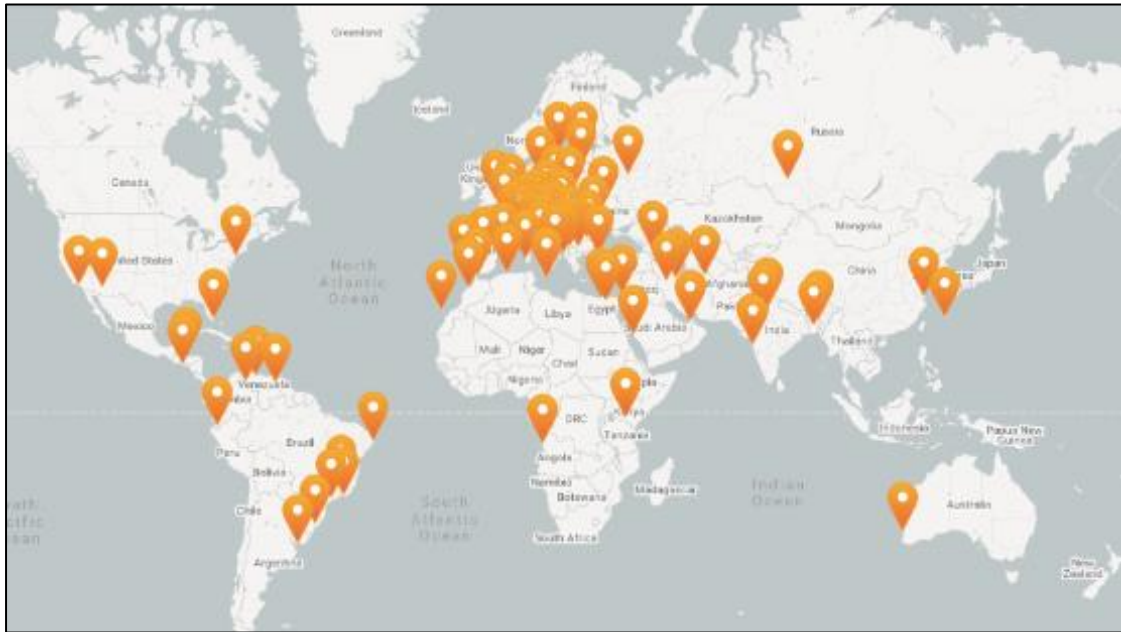 Greenland
Iceland
Finland
Russia
Canada
Kazakhstan
Mongolia
United States
North
Atlantic
Ocean
China
Japan
Mexico
Algeria
Libya
Egypt
Saudi Arabia
India
Thailand
Mali
Niger
Chad
Sudan
Nigeria
Venezuela
DRC
Kenya
Tanzania
Indonesia
Papua New
Guinea
Peru
Brazil
Bolivia
Angola
Namibia
Botswana
Madagascar
Indian
Ocean
Australia
Chile
South
Atlantic
Ocean
South Africa
Argentina
New
Zealand